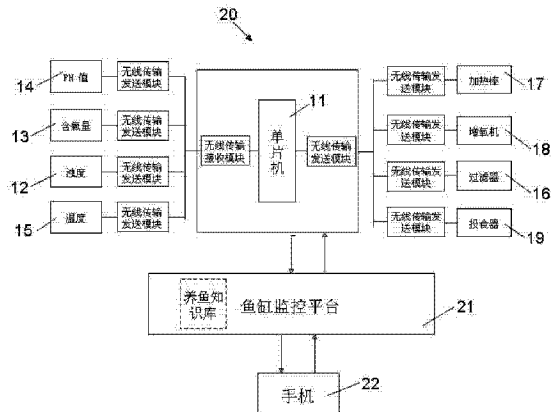 20
14
PH 值
无线传输
发送模块
13
含氧量
无线传输
发送模块
12
浊度
无线传输
发送模块
15
温度
无线传输
发送模块
无线传输
接收模块
11
单片机
无线传输
发送模块
无线传输发
送模块
加热棒
17
无线传输发
送模块
增氧机
18
无线传输发
送模块
过滤器
16
无线传输发
送模块
投食器
19
养鱼知
识库
鱼缸监控平台
21
手机
22